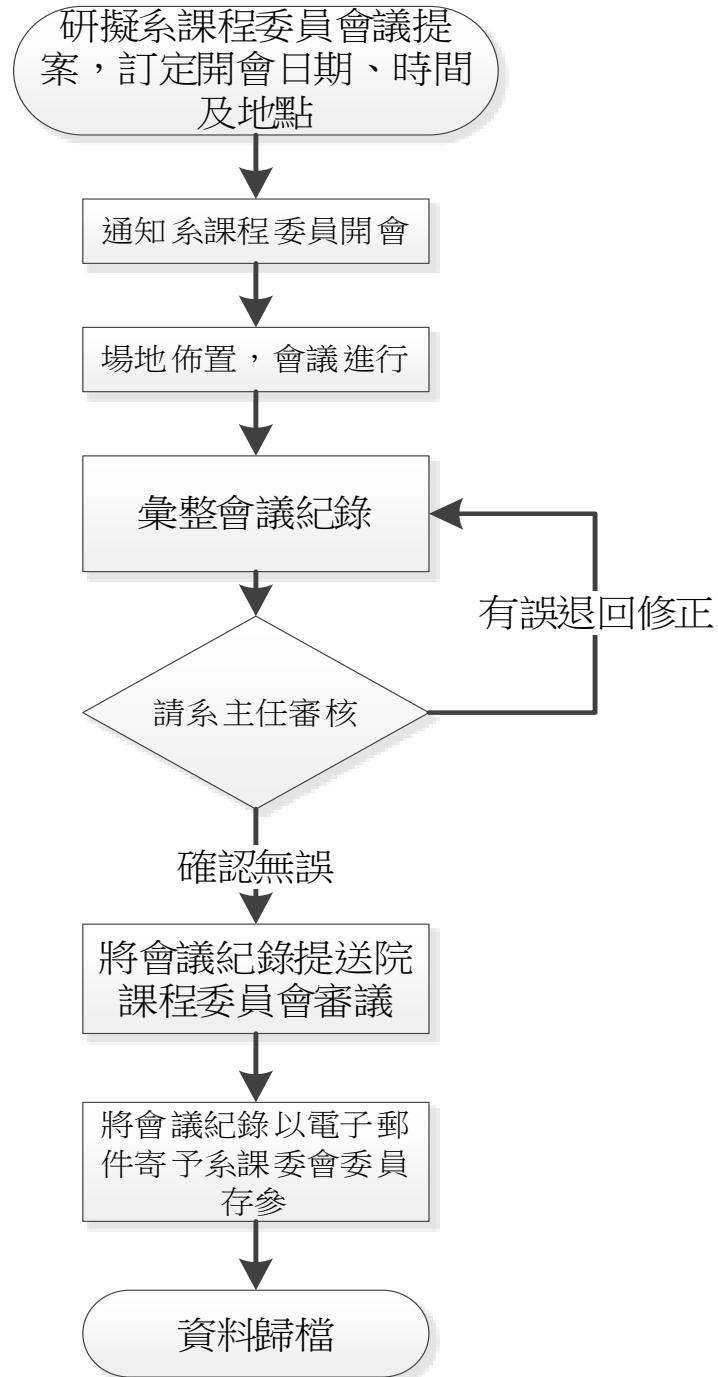 研擬系課程委員會議提
案，訂定開會日期、時間
及地點
通知系課程委員開會
場地佈置，會議進行
彙整會議紀錄
有誤退回修正
請系主任審核
確認無誤
將會議紀錄提送院
課程委員會審議
將會議紀錄以電子郵
件寄予系課委會委員
存參
資料歸檔